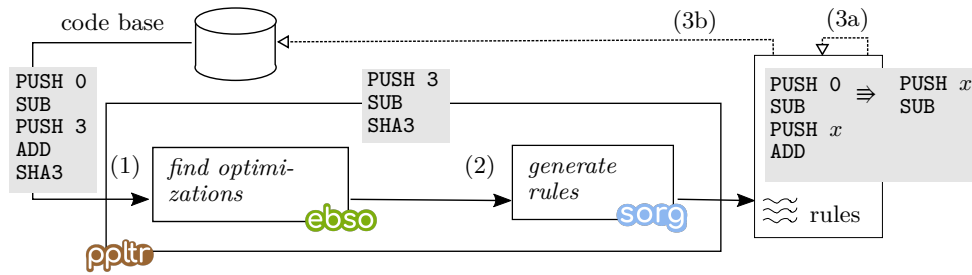 code base
(3b)
(3a)
PUSH 0
SUB
PUSH 3
ADD
SHA3
PUSH 3
SUB
SHA3
PUSH 0 ⇛ PUSH x
SUB SUB
PUSH x
ADD
(1)
find optimi-
zations
ebso
(2)
generate
rules
sorg
rules
ppltr